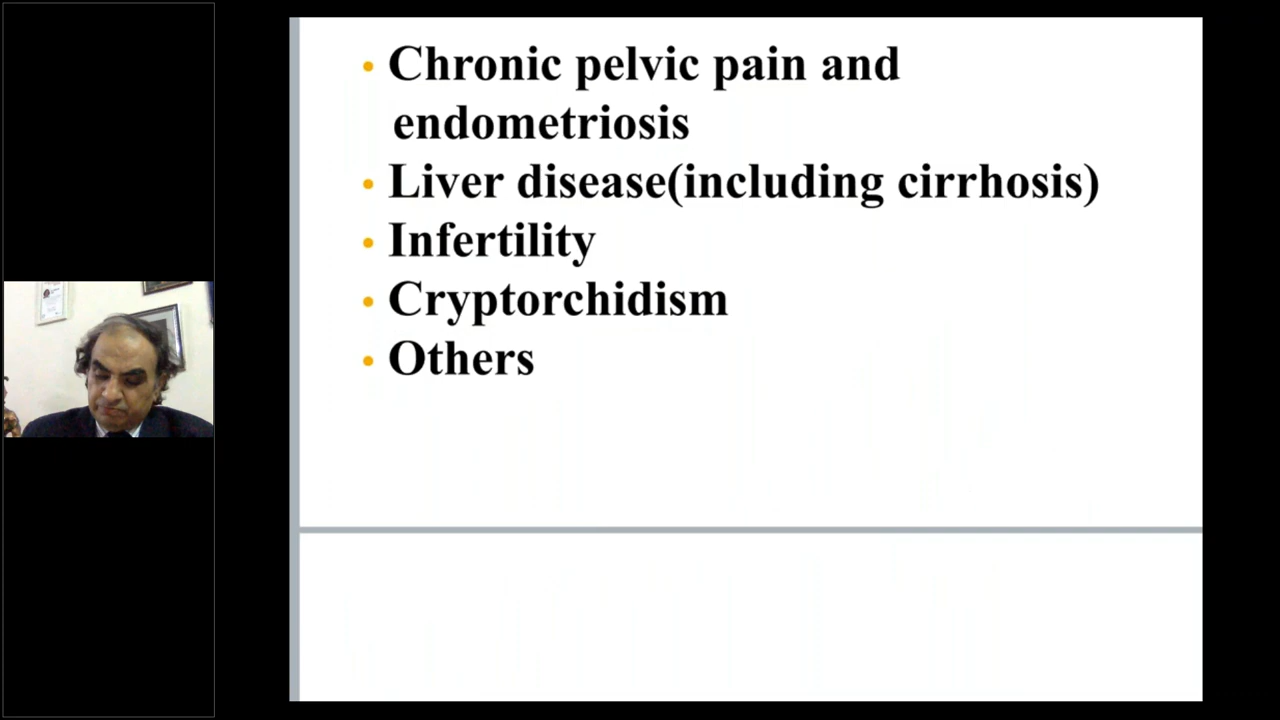 • Chronic pelvic pain and
endometriosis
• Liver disease(including cirrhosis)
• Infertility
• Cryptorchidism
• Others